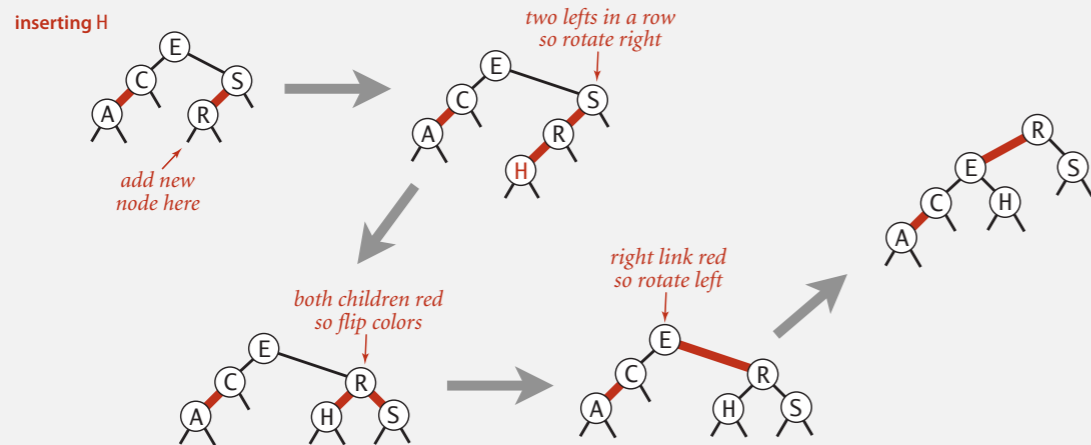 inserting H
E
C
S
A
R
add new
node here
two lefts in a row
so rotate right
E
C
S
A
R
H
both children red
so flip colors
E
C
R
A
H
S
right link red
so rotate left
E
C
R
A
H
S
R
E
S
C
H
A